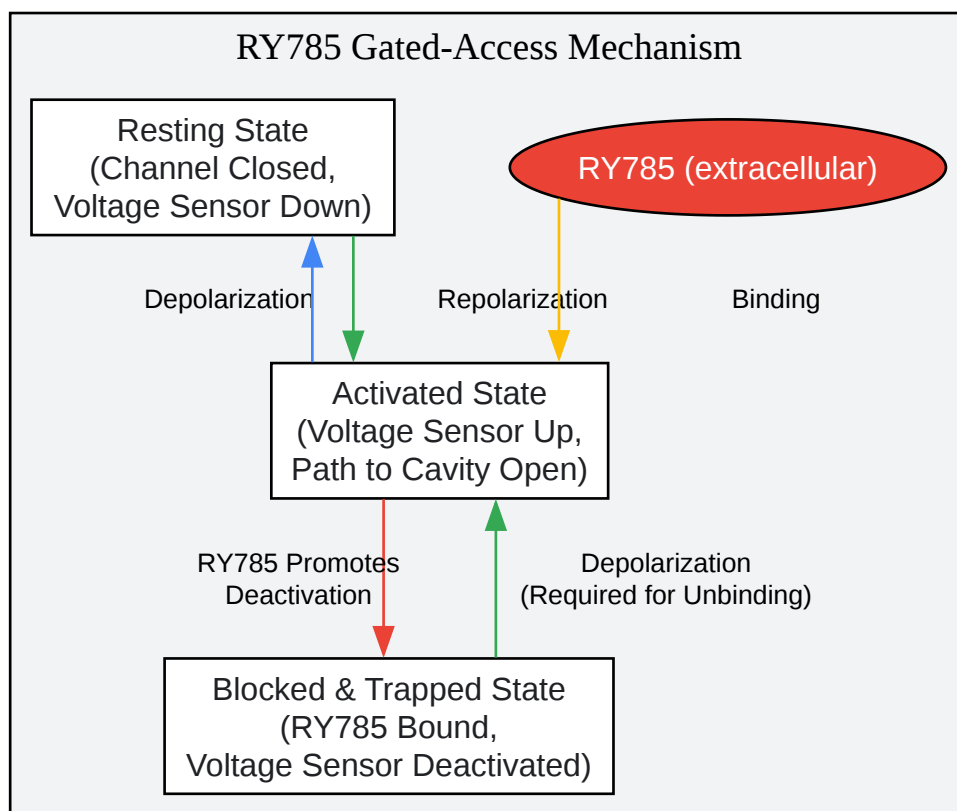 RY785 Gated-Access Mechanism
Resting State
(Channel Closed,
Voltage Sensor Down)
RY785 (extracellular)
Depolarization
Repolarization
Binding
Activated State
(Voltage Sensor Up,
Path to Cavity Open)
RY785 Promotes
Deactivation
Depolarization
(Required for Unbinding)
Blocked & Trapped State
(RY785 Bound,
Voltage Sensor Deactivated)